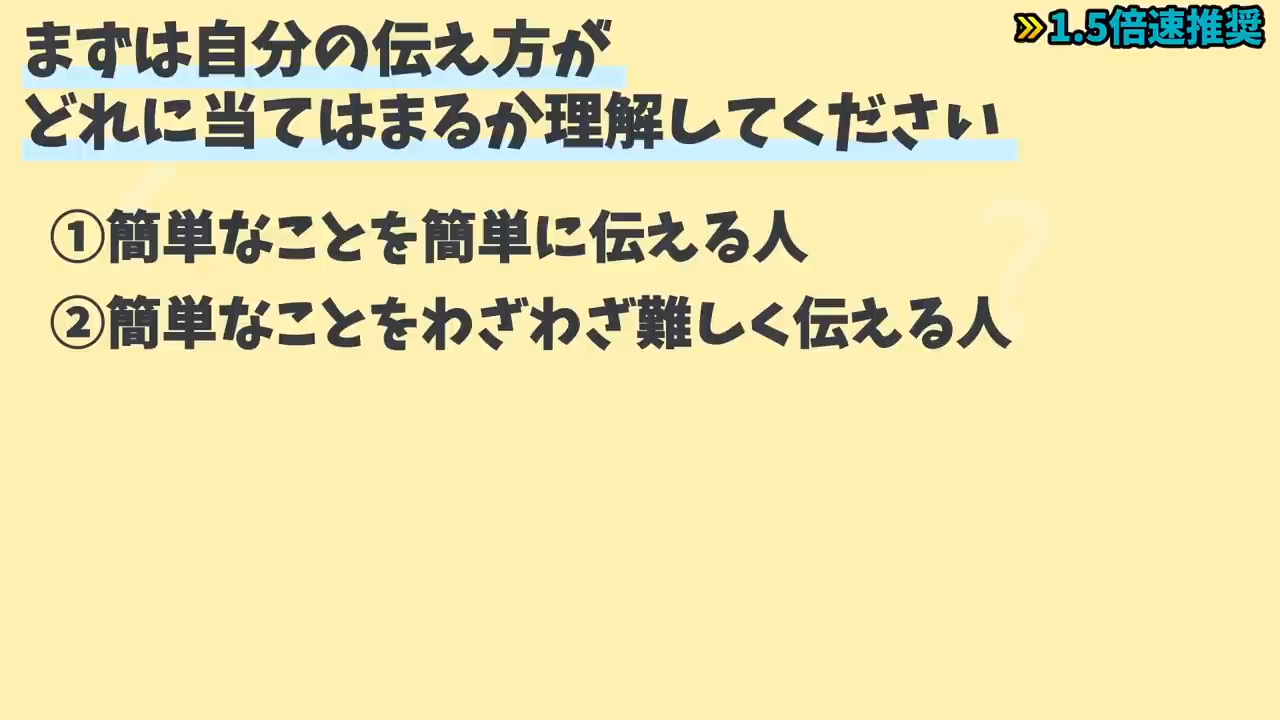 まずは自分の伝え方が
どれに当てはまるか理解してください
1.5倍速推奨
①簡単なことを簡単に伝える人
②簡単なことをわざわざ難しく伝える人
?